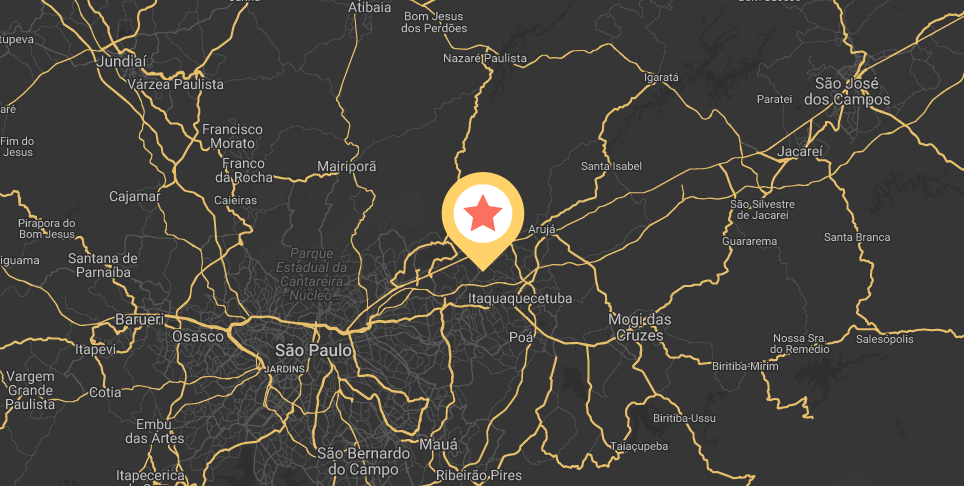 Atibaia
Bom Jesus
dos Perdões
tupeva
Jundiaí
Nazaré Paulista
Várzea Paulista
Igaratá
São José
dos Campos
Paratei
Fim do
Jesus
Francisco
Morato
Franco
da Rocha
Mairiporã
Santa Isabel
Jacareí
Cajamar
Caieiras
São Silvestre
de Jacareí
Pirapora do
Bom Jesus
Arujá
Guararema
Santa Branca
iguama
Santana de
Parnaíba
Parque
Estadual da
Cantareira
- Núcleo...
Itaquaquecetuba
Barueri
Osasco
Poá
Mogi das
Cruzes
Itapevi
São Paulo
Nossa Sra.
do Remédio
Salesópolis
JARDINS
Biritiba-Mirim
Vargem
Grande
Paulista
Cotia
Embu
das Artes
Biritiba-Ussu
Mauá
Taiaçupeba
São Bernardo
do Campo
Itapecerica
Ribeirão Pires